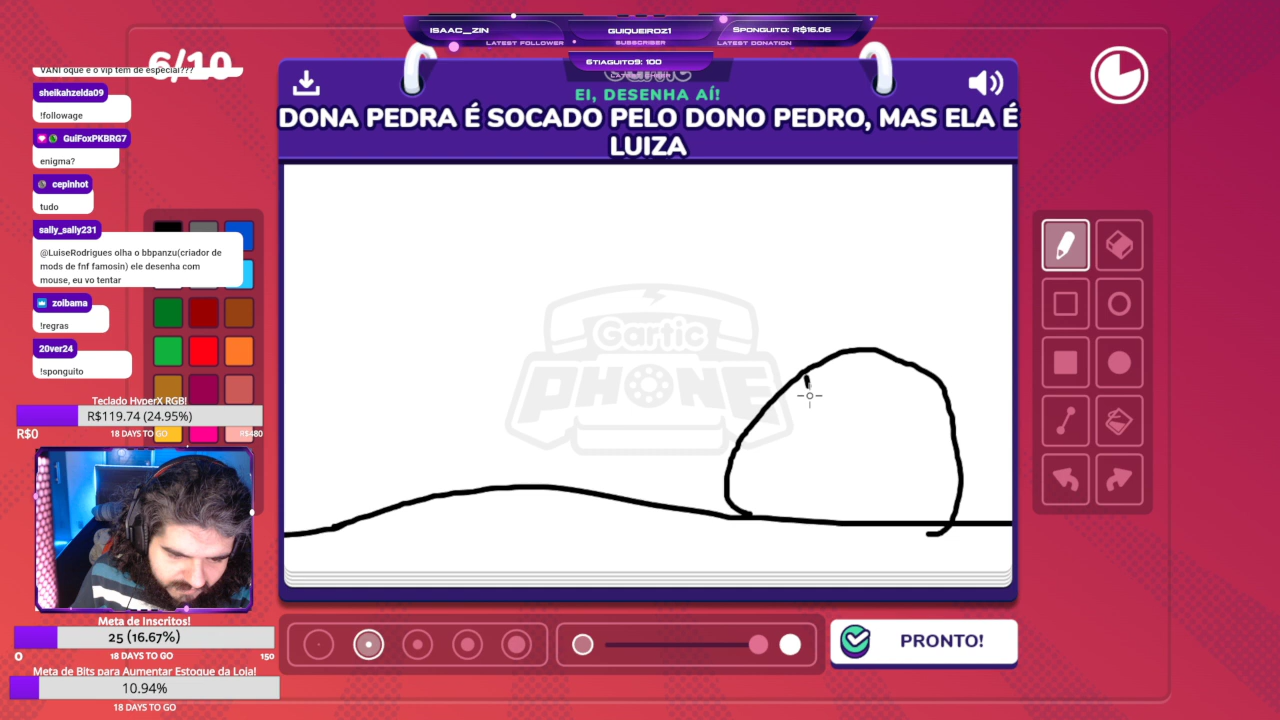 ISAAC__ZIN
LATEST FOLLOWER
GUIQUEIROZ1
SUBSCRIBER
SPONGUITO: R$16.06
LATEST DONATION
6TIAGUITO9: 100
6/10
EI, DESENHA AÍ!
DONA PEDRA É SOCADO PELO DONO PEDRO, MAS ELA É
LUIZA
VANI oque e o vip tem de especial???
sheikahzelda09
!followage
GuiFoxPKBRG7
enigma?
cepinhot
tudo
sally_sally231
@LuiseRodrigues olha o bbpanzu(criador de
mods de fnf famosin) ele desenha com
mouse, eu vo tentar
zolbama
!regras
20ver24
!sponguito
Teclado HyperX RGB!
R$119.74 (24.95%)
R$0
18 DAYS TO GO
R$480
Gartic
PHONE
Meta de Inscritos!
25 (16.67%)
0
18 DAYS TO GO
150
Meta de Bits para Aumentar Estoque da Loja!
10.94%
18 DAYS TO GO
PRONTO!